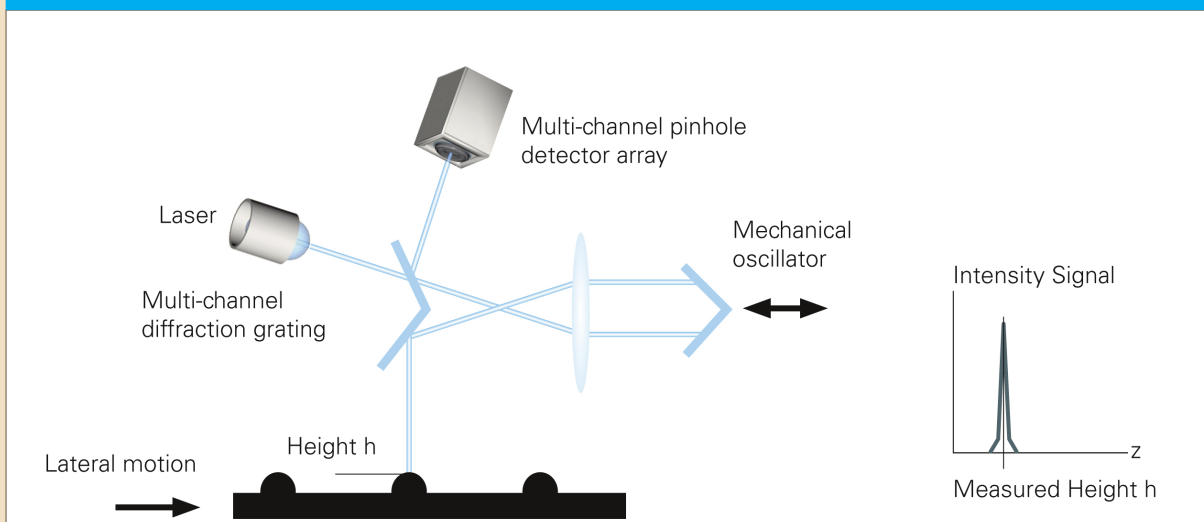 Multi-channel pinhole
detector array
Laser
Mechanical
oscillator
Intensity Signal
Multi-channel
diffraction grating
Height h
Lateral motion
z
Measured Height h